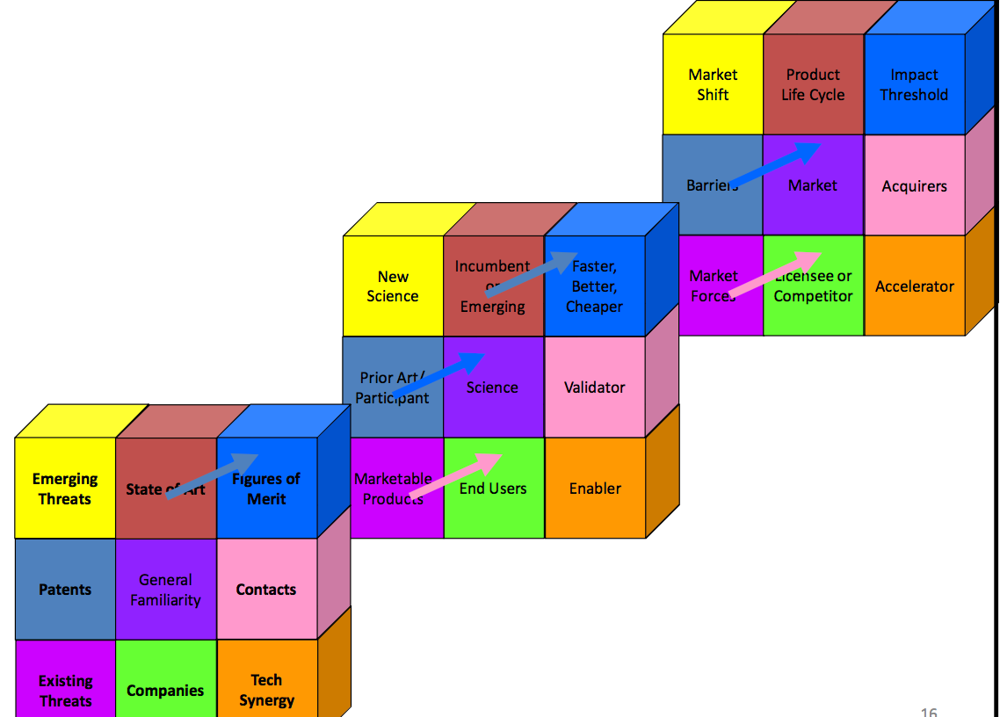 Market
Shift
Product
Life Cycle
Impact
Threshold
Barriers
Market
Acquirers
Market
Forces
Licensee or
Competitor
Accelerator
New
Science
Incumbent
or
Emerging
Faster,
Better,
Cheaper
Prior Art/
Participant
Science
Validator
Marketable
Products
End Users
Enabler
Emerging
Threats
State of Art
Figures of
Merit
Patents
General
Familiarity
Contacts
Existing
Threats
Companies
Tech
Synergy
16